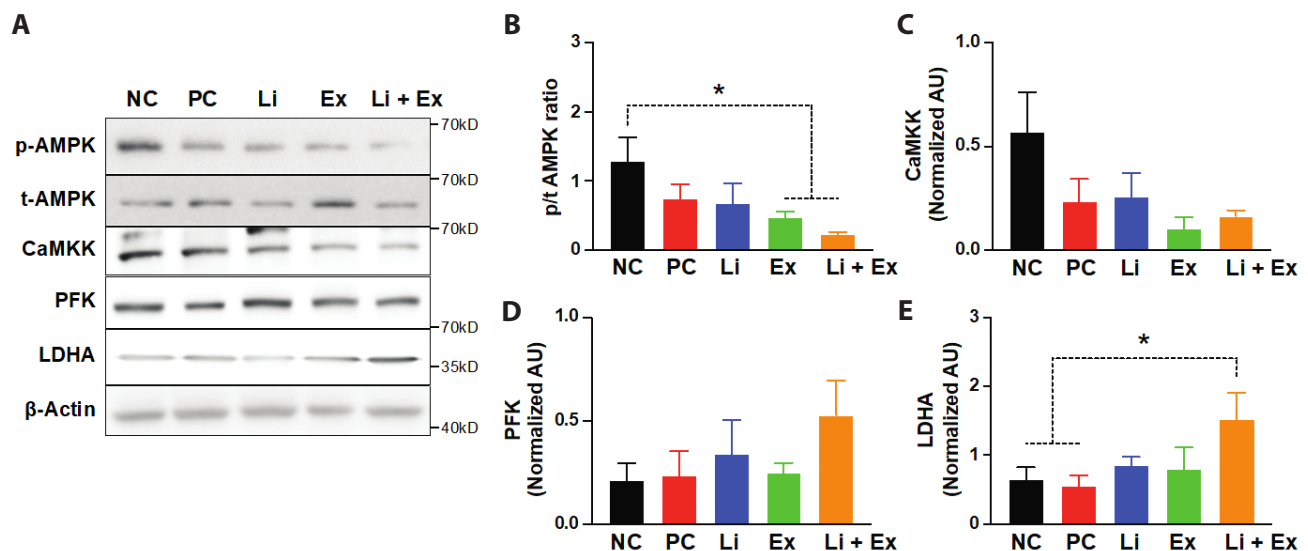 A
NC PC Li Ex Li + Ex
p-AMPK
70kD
t-AMPK
70kD
CaMKK
70kD
PFK
70kD
LDHA
35kD
β-Actin
40kD
B
p/t AMPK ratio
3
2
1
0
*
NC PC Li Ex Li + Ex
C
CaMKK
(Normalized AU)
1.0
0.5
0.0
NC PC Li Ex Li + Ex
D
PFK
(Normalized AU)
1.0
0.5
0.0
NC PC Li Ex Li + Ex
E
LDHA
(Normalized AU)
3
2
1
0
*
NC PC Li Ex Li + Ex